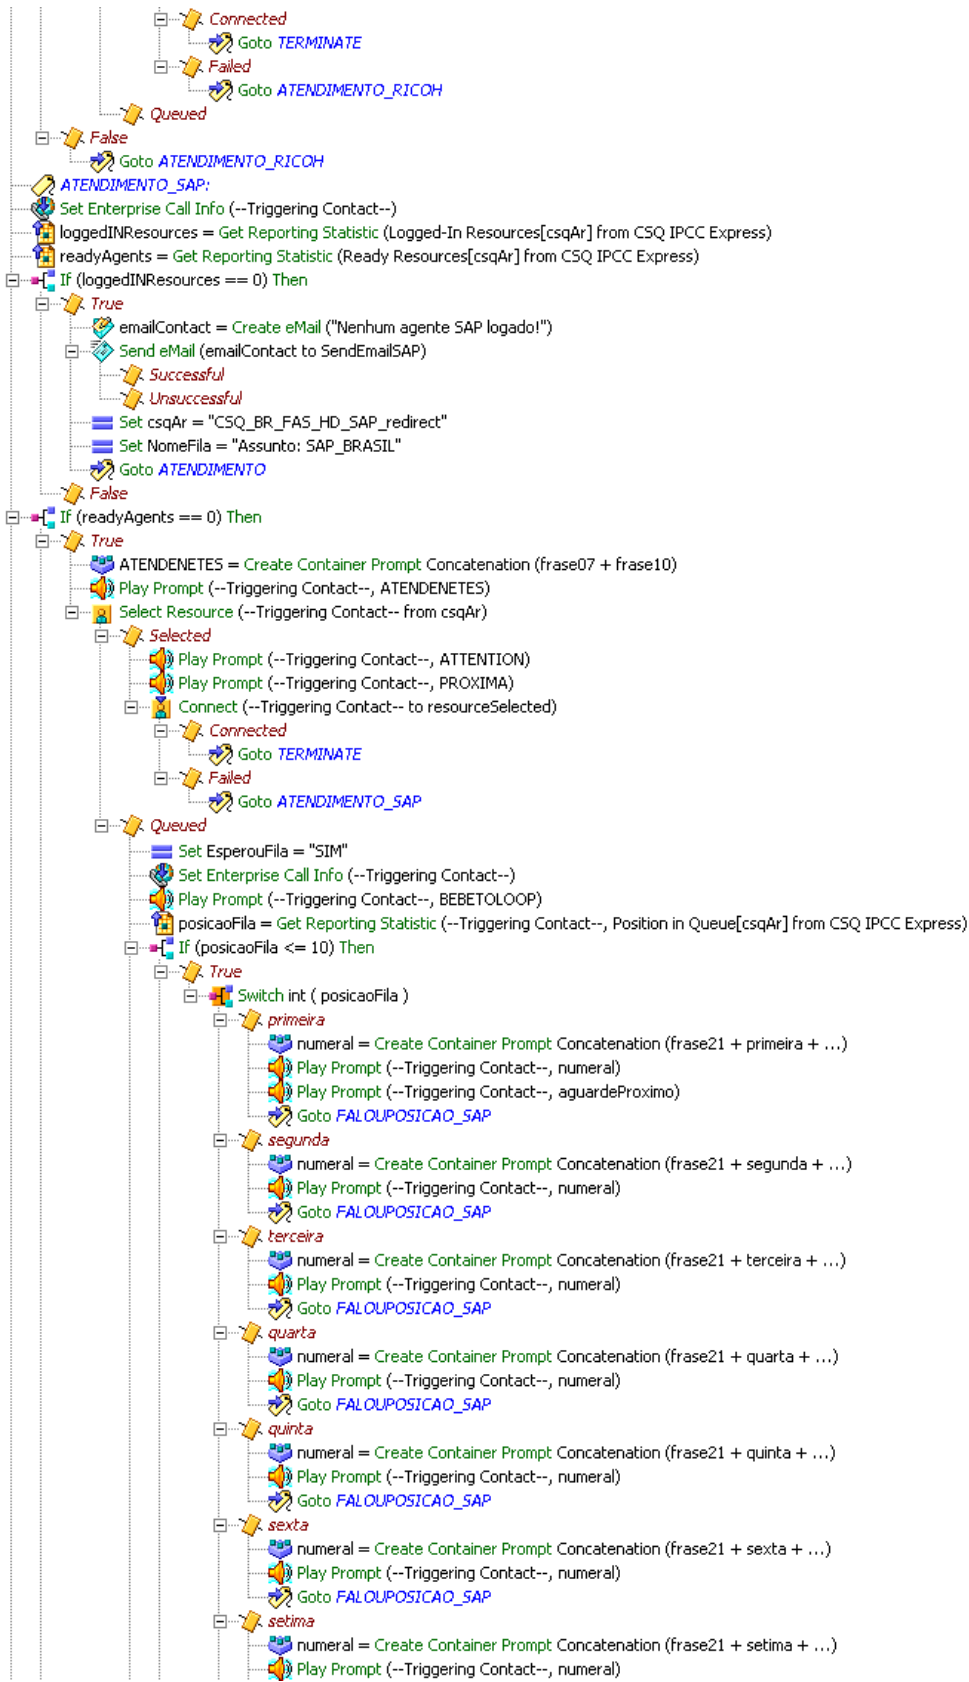 Connected
Goto TERMINATE
Failed
Goto ATENDIMENTO_RICOH
Queued
False
Goto ATENDIMENTO_RICOH
ATENDIMENTO_SAP:
Set Enterprise Call Info (--Triggering Contact--)
loggedINResources = Get Reporting Statistic (Logged-In Resources[csqAr] from CSQ IPCC Express)
readyAgents = Get Reporting Statistic (Ready Resources[csqAr] from CSQ IPCC Express)
If (loggedINResources == 0) Then
True
emailContact = Create eMail ("Nenhum agente SAP logado!")
Send eMail (emailContact to SendEmailSAP)
Successful
Unsuccessful
Set csqAr = "CSQ_BR_FAS_HD_SAP_redirect"
Set NomeFila = "Assunto: SAP_BRASIL"
Goto ATENDIMENTO
False
If (readyAgents == 0) Then
True
ATENDENETES = Create Container Prompt Concatenation (frase07 + frase10)
Play Prompt (--Triggering Contact--, ATENDENETES)
Select Resource (--Triggering Contact-- from csqAr)
Selected
Play Prompt (--Triggering Contact--, ATTENTION)
Play Prompt (--Triggering Contact--, PROXIMA)
Connect (--Triggering Contact-- to resourceSelected)
Connected
Goto TERMINATE
Failed
Goto ATENDIMENTO_SAP
Queued
Set EsperouFila = "SIM"
Set Enterprise Call Info (--Triggering Contact--)
Play Prompt (--Triggering Contact--, BEBETOLOOP)
posicaoFila = Get Reporting Statistic (--Triggering Contact--, Position in Queue[csqAr] from CSQ IPCC Express)
If (posicaoFila <= 10) Then
True
Switch int ( posicaoFila )
primeira
numeral = Create Container Prompt Concatenation (frase21 + primeira + ...)
Play Prompt (--Triggering Contact--, numeral)
Play Prompt (--Triggering Contact--, aguardeProximo)
Goto FALOUPOSICAO_SAP
segunda
numeral = Create Container Prompt Concatenation (frase21 + segunda + ...)
Play Prompt (--Triggering Contact--, numeral)
Goto FALOUPOSICAO_SAP
terceira
numeral = Create Container Prompt Concatenation (frase21 + terceira + ...)
Play Prompt (--Triggering Contact--, numeral)
Goto FALOUPOSICAO_SAP
quarta
numeral = Create Container Prompt Concatenation (frase21 + quarta + ...)
Play Prompt (--Triggering Contact--, numeral)
Goto FALOUPOSICAO_SAP
quinta
numeral = Create Container Prompt Concatenation (frase21 + quinta + ...)
Play Prompt (--Triggering Contact--, numeral)
Goto FALOUPOSICAO_SAP
sexta
numeral = Create Container Prompt Concatenation (frase21 + sexta + ...)
Play Prompt (--Triggering Contact--, numeral)
Goto FALOUPOSICAO_SAP
setima
numeral = Create Container Prompt Concatenation (frase21 + setima + ...)
Play Prompt (--Triggering Contact--, numeral)